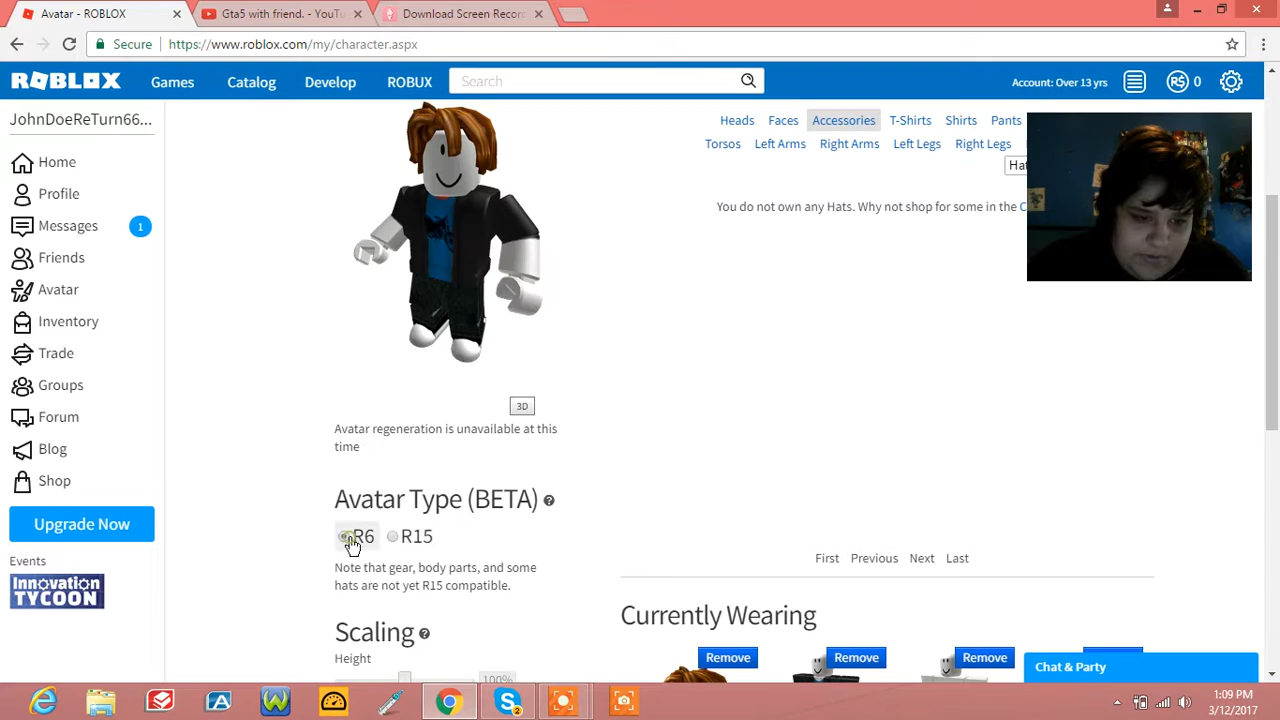 Avatar - ROBLOX
Gta5 with friend. - YouTu
Download Screen Record
Secure
https://www.roblox.com/my/character.aspx
ROBLOX
Games
Catalog
Develop
ROBUX
Search
Account: Over 13 yrs
R$ 0
JohnDoeReTurn66...
Home
Profile
Messages
1
Friends
Avatar
Inventory
Trade
Groups
Forum
Blog
Shop
Upgrade Now
Events
Innovation
TYCOON
3D
Avatar regeneration is unavailable at this
time
Avatar Type (BETA) ?
R6
R15
Note that gear, body parts, and some
hats are not yet R15 compatible.
Scaling ?
Height
100%
Heads
Faces
Accessories
T-Shirts
Shirts
Pants
Torsos
Left Arms
Right Arms
Left Legs
Right Legs
Hat
You do not own any Hats. Why not shop for some in the C
First
Previous
Next
Last
Currently Wearing
Remove
Remove
Remove
Chat & Party
2
1:09 PM
3/12/2017